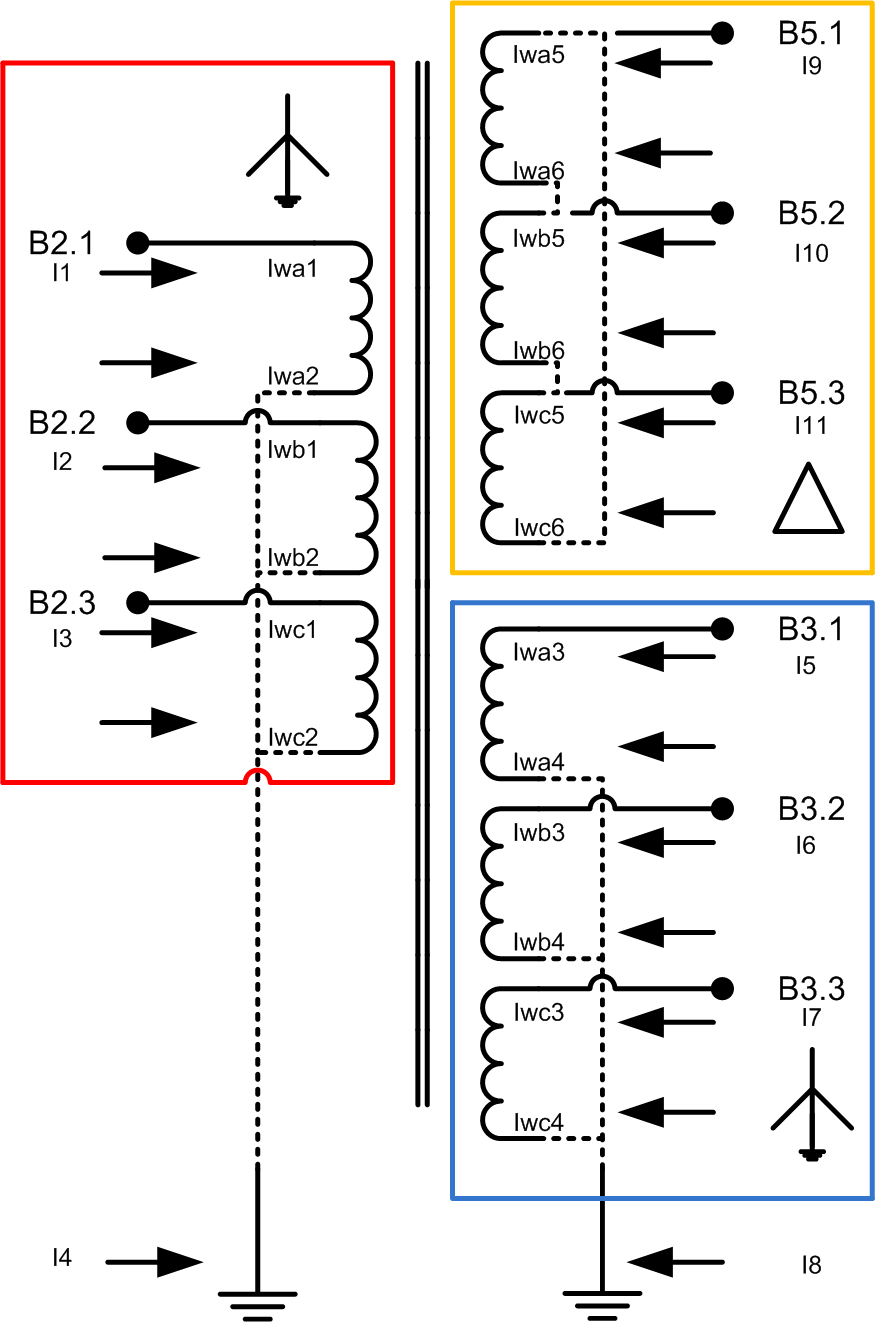 B2.1
I1
Iwa1
Iwa2
B2.2
I2
Iwb1
Iwb2
B2.3
I3
Iwc1
Iwc2
I4
Iwa5
B5.1
I9
Iwa6
Iwb5
B5.2
I10
Iwb6
Iwc5
B5.3
I11
Iwc6
Iwa3
B3.1
I5
Iwa4
Iwb3
B3.2
I6
Iwb4
Iwc3
B3.3
I7
Iwc4
I8